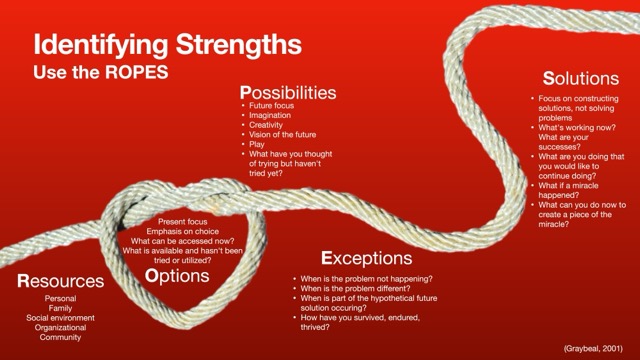 Identifying Strengths
Use the ROPES
Resources
Personal
Family
Social environment
Organizational
Community
Present focus
Emphasis on choice
What can be accessed now?
What is available and hasn't been
tried or utilized?
Options
Possibilities
• Future focus
• Imagination
• Creativity
• Vision of the future
• Play
• What have you thought
of trying but haven't
tried yet?
Exceptions
• When is the problem not happening?
• When is the problem different?
• When is part of the hypothetical future
solution occuring?
• How have you survived, endured,
thrived?
Solutions
• Focus on constructing
solutions, not solving
problems
• What's working now?
What are your
successes?
• What are you doing that
you would like to
continue doing?
• What if a miracle
happened?
• What can you do now to
create a piece of the
miracle?
(Graybeal, 2001)